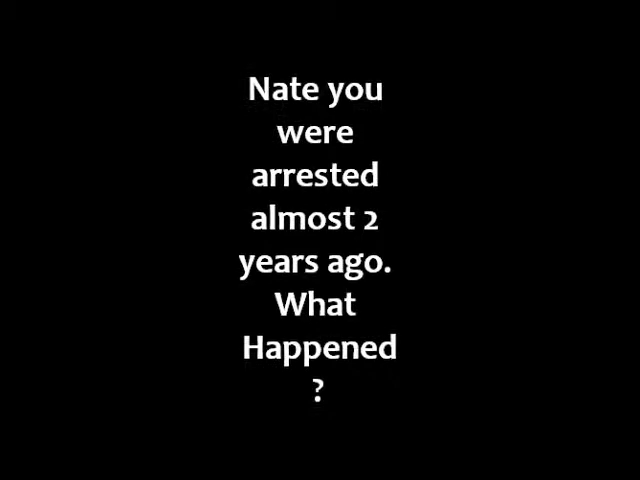 Nate you
were
arrested
almost 2
years ago.
What
Happened
?